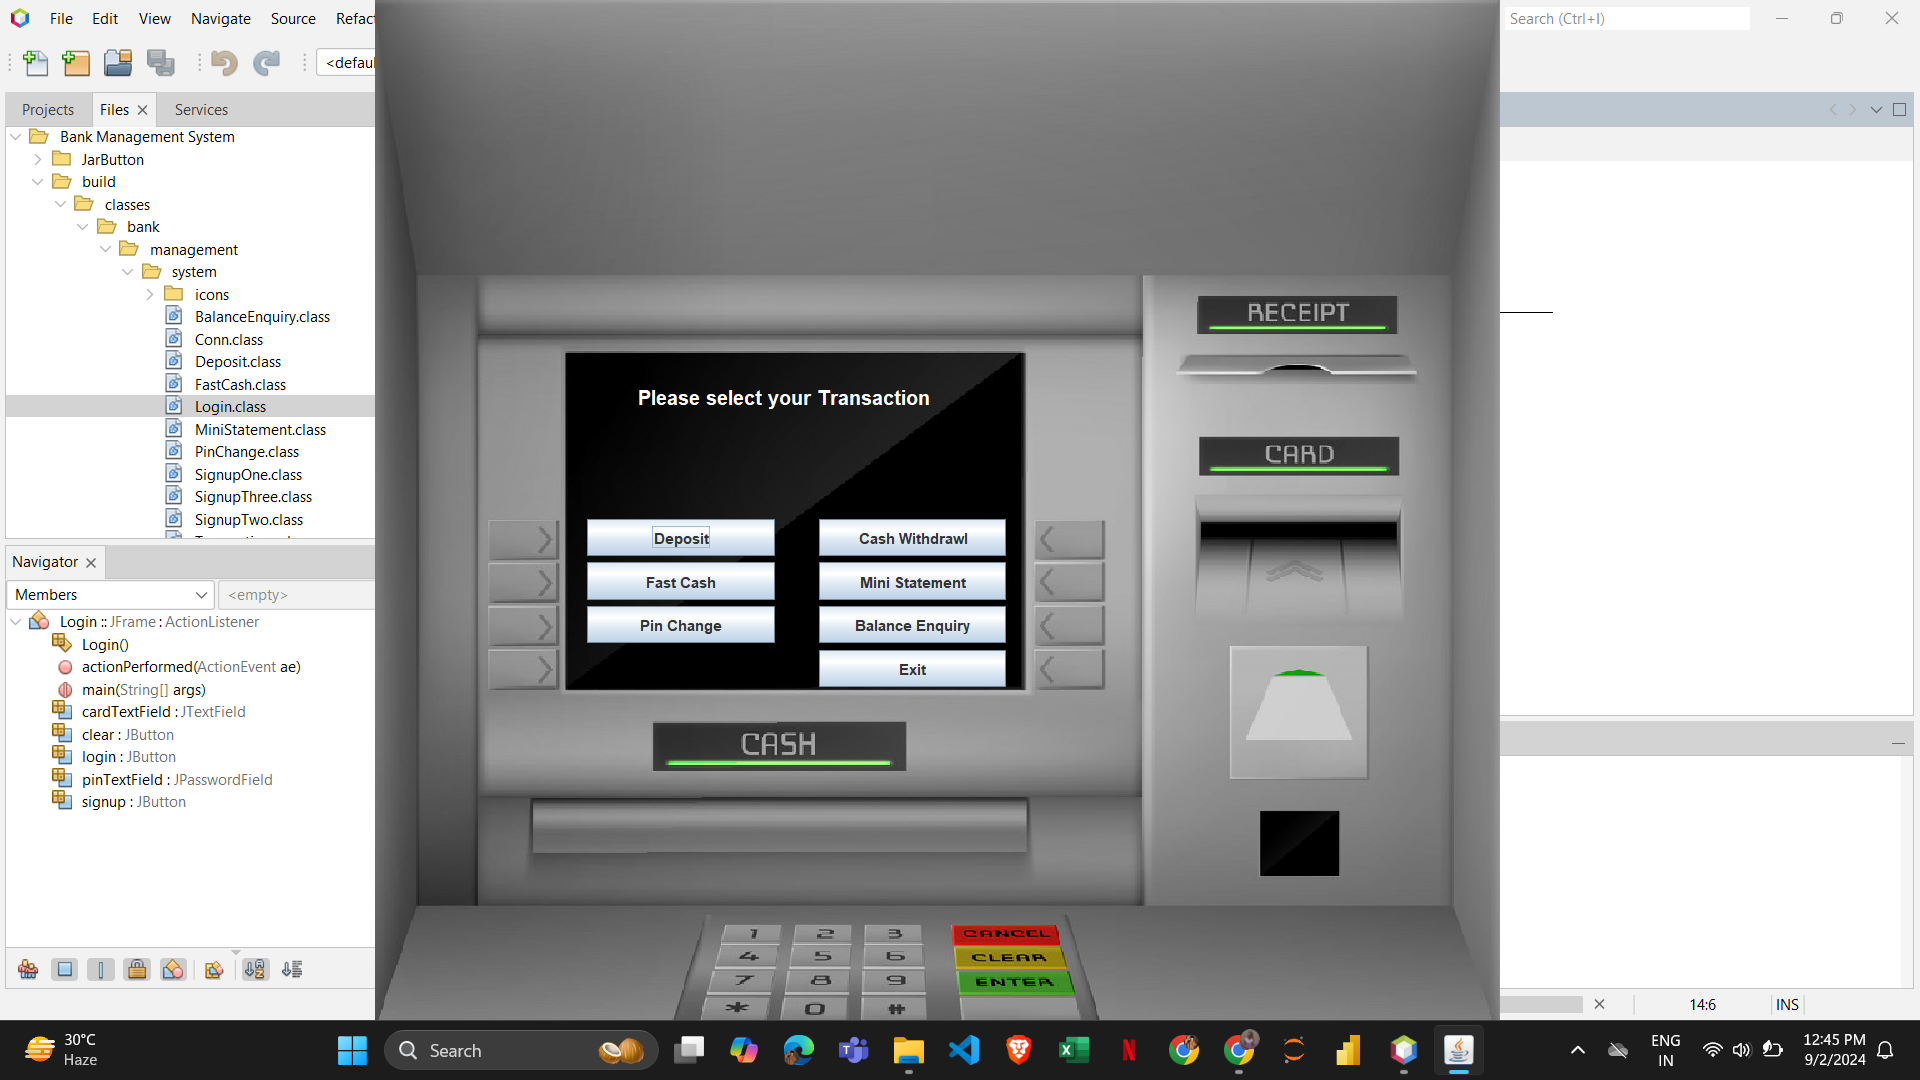 File Edit View Navigate Source Refact
Search (Ctrl+I)
<defaul
Projects Files Services
Bank Management System
JarButton
build
classes
bank
management
system
icons
BalanceEnquiry.class
Conn.class
Deposit.class
FastCash.class
Login.class
MiniStatement.class
PinChange.class
SignupOne.class
SignupThree.class
SignupTwo.class
Navigator
Members <empty>
Login :: JFrame : ActionListener
Login()
actionPerformed(ActionEvent ae)
main(String[] args)
cardTextField : JTextField
clear : JButton
login : JButton
pinTextField : JPasswordField
signup : JButton
Please select your Transaction
Deposit Cash Withdrawl
Fast Cash Mini Statement
Pin Change Balance Enquiry
Exit
CASH
RECEIPT
CARD
1 2 3 CANCEL
4 5 6 CLEAR
7 8 9 ENTER
* 0 #
14:6 INS
30°C
Haze
Search
ENG
IN
12:45 PM
9/2/2024